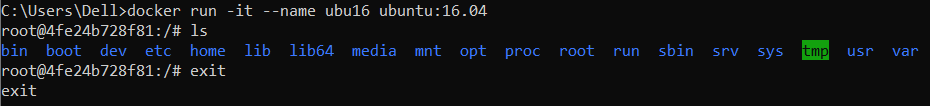 C:\Users\Dell>docker run -it --name ubu16 ubuntu:16.04
root@4fe24b728f81:/# ls
bin boot dev etc home lib lib64 media mnt opt proc root run sbin srv sys tmp usr var
root@4fe24b728f81:/# exit
exit